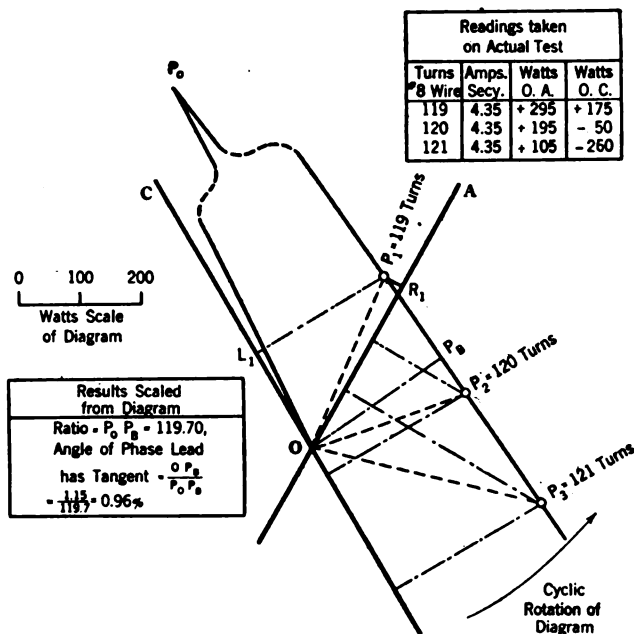 Readings taken
on Actual Test
Turns Amps. Watts Watts
#8 Wire Secy. O. A. O. C.
119 4.35 + 295 + 175
120 4.35 + 195 - 50
121 4.35 + 105 - 260
P₀
C
A
P₁ = 119 Turns
R₁
0 100 200
Watts Scale
of Diagram
L₁
P_B
P₂ = 120 Turns
Results Scaled
from Diagram
Ratio = P₀ P_B = 119.70,
Angle of Phase Lead
has Tangent = O P_B / P₀ P_B
= 1.15 / 119.7 = 0.96%
O
P₃ = 121 Turns
Cyclic
Rotation of
Diagram